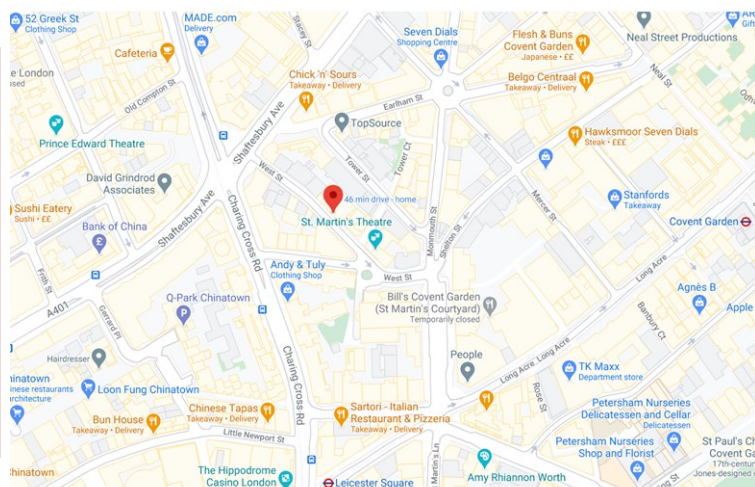 52 Greek St
Clothing Shop
MADE.com
Delivery
Stacey St
Seven Dials
Shopping Centre
Flesh & Buns
Covent Garden
Japanese • ££
Neal Street Productions
Cafeteria
Old Compton St
Chick 'n' Sours
Takeaway • Delivery
Belgo Centraal
Takeaway • Delivery
Neal St
Earlham St
Shaftesbury Ave
TopSource
Hawksmoor Seven Dials
Steak • £££
Prince Edward Theatre
Tower Ct
Tower St
West St
David Grindrod
Associates
46 min drive - home
Sushi Eatery
Sushi • ££
Bank of China
Shaftesbury Ave
St. Martin's Theatre
Monmouth St
Shelton St
Mercer St
Stanfords
Takeaway
Covent Garden
Charing Cross Rd
Frith St
Andy & Tuly
Clothing Shop
West St
Long Acre
A401
Q-Park Chinatown
Gerrard Pl
Bill's Covent Garden
(St Martin's Courtyard)
Temporarily closed
Agnès B
Banbury Ct
Apple
Hairdresser
People
Long Acre
Long Acre
TK Maxx
Department store
Loon Fung Chinatown
Charing Cross Rd
Rose St
Bun House
Takeaway • Delivery
Chinese Tapas
Takeaway • Delivery
Sartori - Italian
Restaurant & Pizzeria
Takeaway • Delivery
Petersham Nurseries
Delicatessen and Cellar
Delicatessen
Little Newport St
Petersham Nurseries
Shop and Florist
St Paul's
17th-century
Chinatown
The Hippodrome
Casino London
Leicester Square
Martin's Ln
Amy Rhiannon Worth